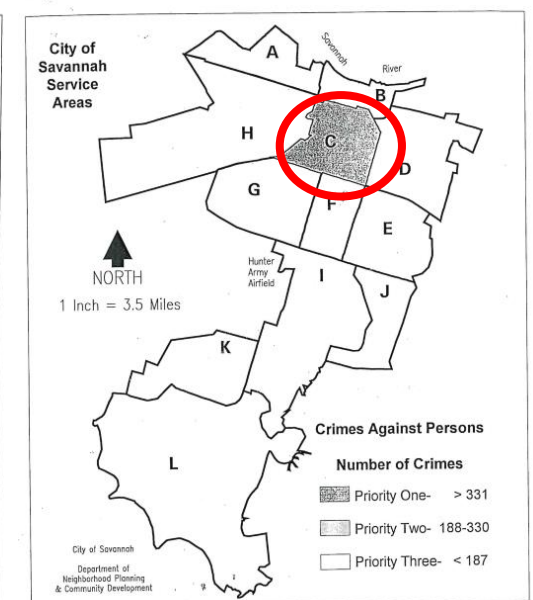 City of
Savannah
Service
Areas
A
Savannah
River
B
H
C
D
G
F
E
Hunter
Army
Airfield
I
J
NORTH
1 Inch = 3.5 Miles
K
Crimes Against Persons
Number of Crimes
L
Priority One- > 331
Priority Two- 188-330
Priority Three- < 187
City of Savannah
Department of
Neighborhood Planning
& Community Development